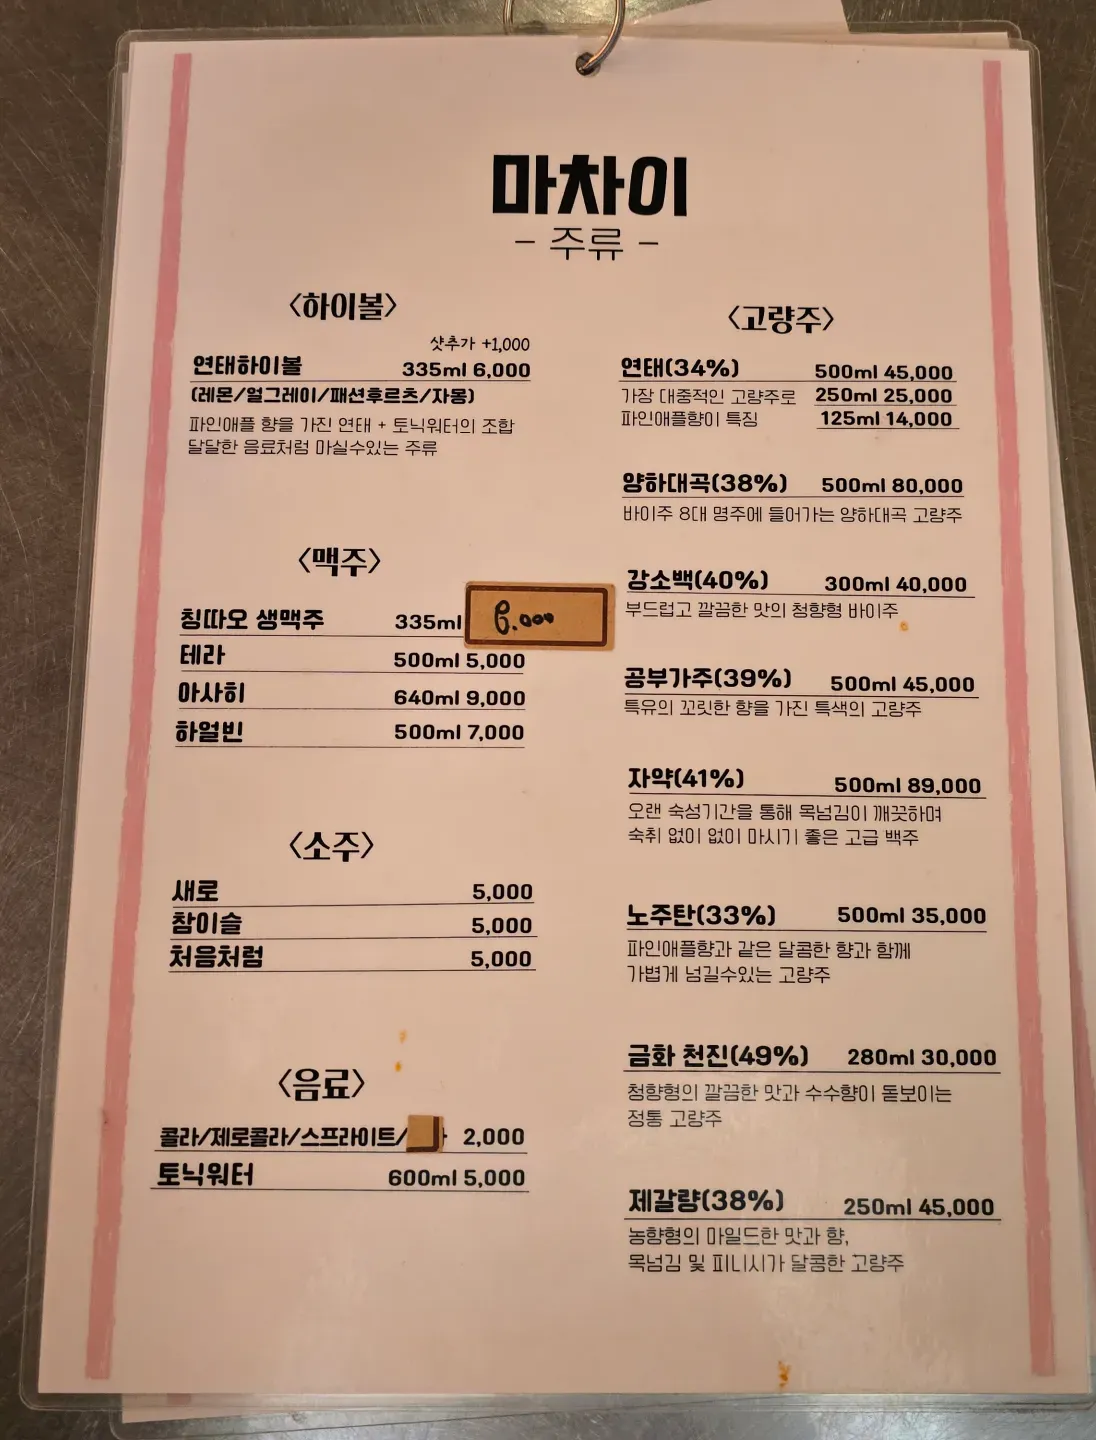 마차이
- 주류 -
<하이볼>
샷추가 +1,000
연태하이볼 335ml 6,000
(레몬/얼그레이/패션후르츠/자몽)
파인애플 향을 가진 연태 + 토닉워터의 조합
달달한 음료처럼 마실수있는 주류
<맥주>
칭따오 생맥주 335ml 6.000
테라 500ml 5,000
아사히 640ml 9,000
하얼빈 500ml 7,000
<소주>
새로 5,000
참이슬 5,000
처음처럼 5,000
<음료>
콜라/제로콜라/스프라이트/ 2,000
토닉워터 600ml 5,000
<고량주>
연태(34%) 500ml 45,000
가장 대중적인 고량주로 250ml 25,000
파인애플향이 특징 125ml 14,000
양하대곡(38%) 500ml 80,000
바이주 8대 명주에 들어가는 양하대곡 고량주
강소백(40%) 300ml 40,000
부드럽고 깔끔한 맛의 청향형 바이주
공부가주(39%) 500ml 45,000
특유의 꼬릿한 향을 가진 특색의 고량주
자약(41%) 500ml 89,000
오랜 숙성기간을 통해 목넘김이 깨끗하며
숙취 없이 없이 마시기 좋은 고급 백주
노주탄(33%) 500ml 35,000
파인애플향과 같은 달콤한 향과 함께
가볍게 넘길수있는 고량주
금화 천진(49%) 280ml 30,000
청향형의 깔끔한 맛과 수수향이 돋보이는
정통 고량주
제갈량(38%) 250ml 45,000
농향형의 마일드한 맛과 향,
목넘김 및 피니시가 달콤한 고량주